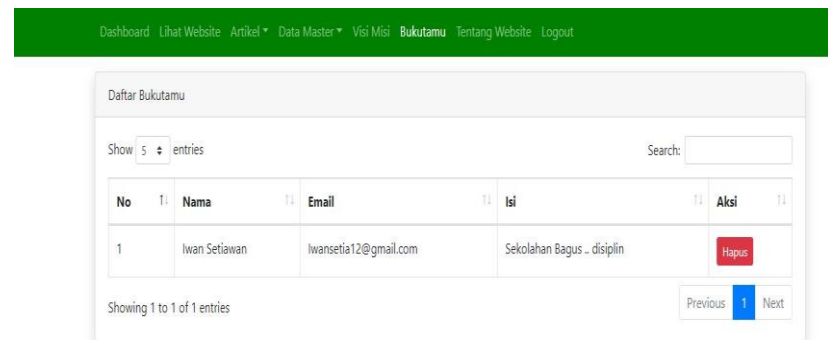 Dashboard Lihat Website Artikel Data Master Visi Misi Bukutamu Tentang Website Logout
Daftar Bukutamu
Show 5 entries Search:
No Nama Email Isi Aksi
1 Iwan Setiawan Iwansetia12@gmail.com Sekolahan Bagus .. disiplin Hapus
Showing 1 to 1 of 1 entries Previous 1 Next